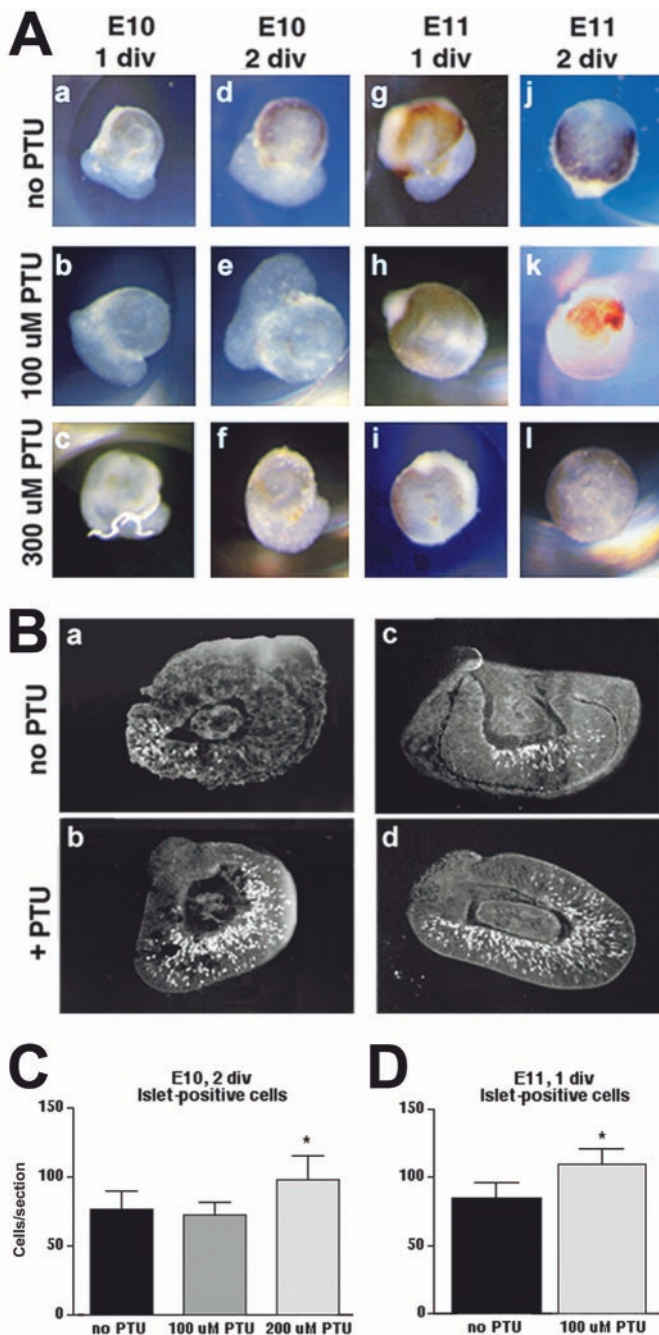 A
E10 E10 E11 E11
1 div 2 div 1 div 2 div
no PTU
a d g j
100 uM PTU
b e h k
300 uM PTU
c f i l
B
no PTU
a c
+ PTU
b d
C
E10, 2 div
Islet-positive cells
Cells/section
150
100
50
0
*
no PTU 100 uM PTU 200 uM PTU
D
E11, 1 div
Islet-positive cells
150
100
50
0
*
no PTU 100 uM PTU